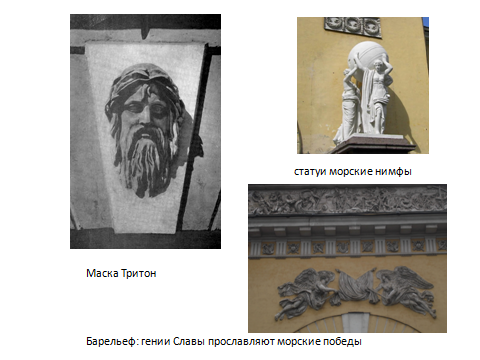 статуи морские нимфы
Маска Тритон
Барельеф: гении Славы прославляют морские победы